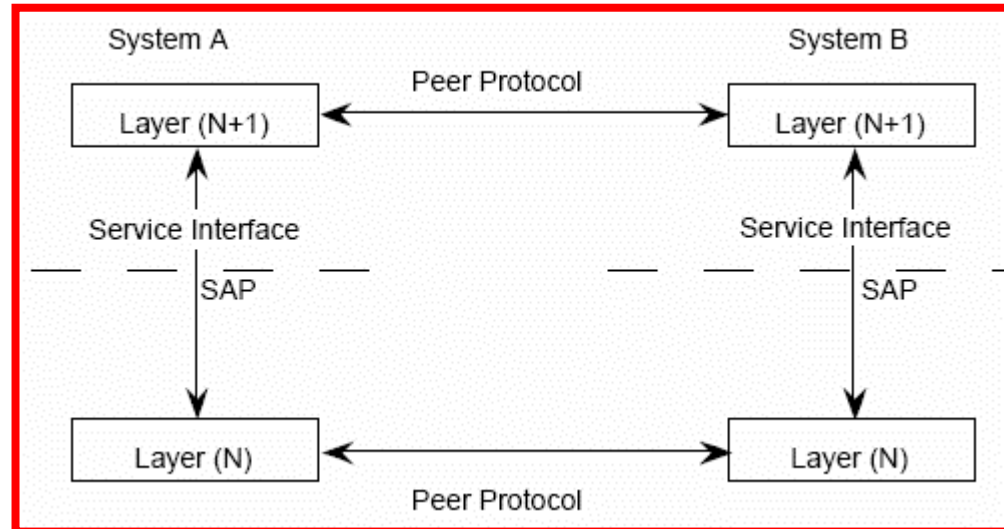 System A
System B
Peer Protocol
Layer (N+1)
Layer (N+1)
Service Interface
Service Interface
SAP
SAP
Layer (N)
Layer (N)
Peer Protocol